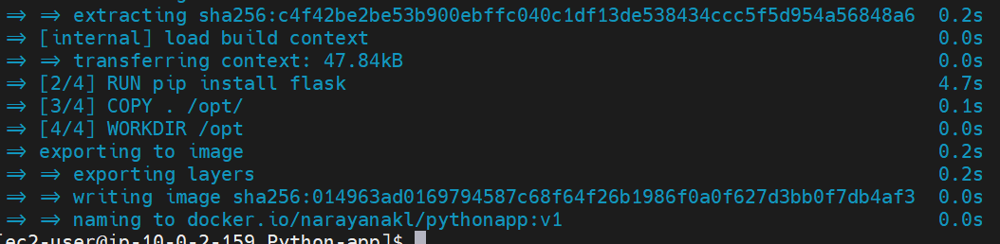 => => extracting sha256:c4f42be2be53b900ebffc040c1df13de538434ccc5f5d954a56848a6 0.2s
=> [internal] load build context 0.0s
=> => transferring context: 47.84kB 0.0s
=> [2/4] RUN pip install flask 4.7s
=> [3/4] COPY . /opt/ 0.1s
=> [4/4] WORKDIR /opt 0.0s
=> exporting to image 0.2s
=> => exporting layers 0.2s
=> => writing image sha256:014963ad0169794587c68f64f26b1986f0a0f627d3bb0f7db4af3 0.0s
=> => naming to docker.io/narayanakl/pythonapp:v1 0.0s
[ec2-user@ip-10-0-2-159 Python-app]$